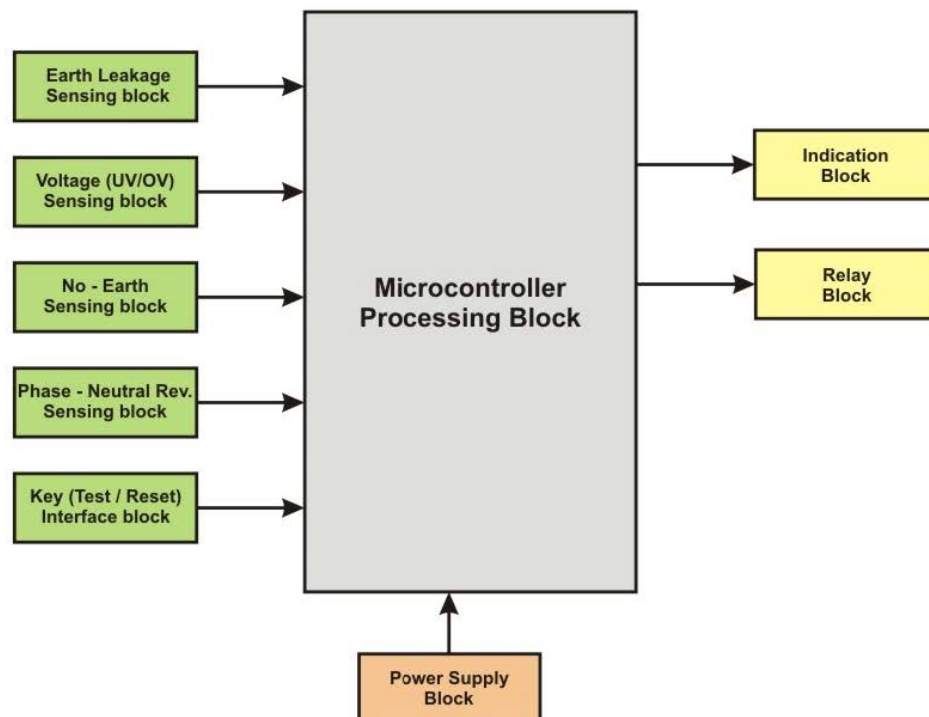 Earth Leakage
Sensing block
Voltage (UV/OV)
Sensing block
No - Earth
Sensing block
Phase - Neutral Rev.
Sensing block
Key (Test / Reset)
Interface block
Microcontroller
Processing Block
Indication
Block
Relay
Block
Power Supply
Block